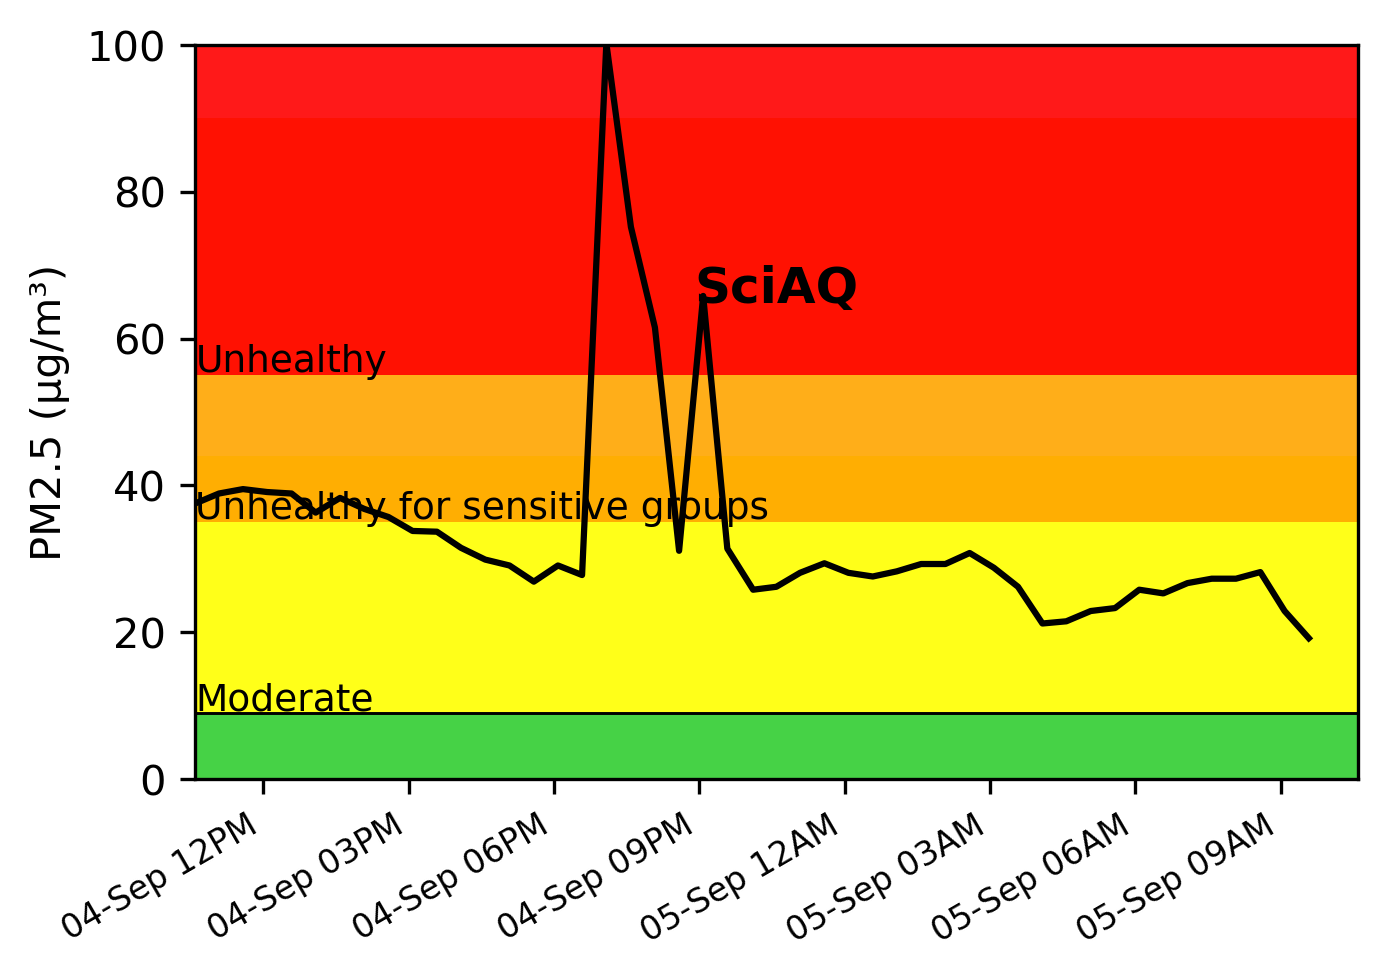 100
80
60
40
20
0
PM2.5 (µg/m³)
SciAQ
Unhealthy
Unhealthy for sensitive groups
Moderate
04-Sep 12PM
04-Sep 03PM
04-Sep 06PM
04-Sep 09PM
05-Sep 12AM
05-Sep 03AM
05-Sep 06AM
05-Sep 09AM